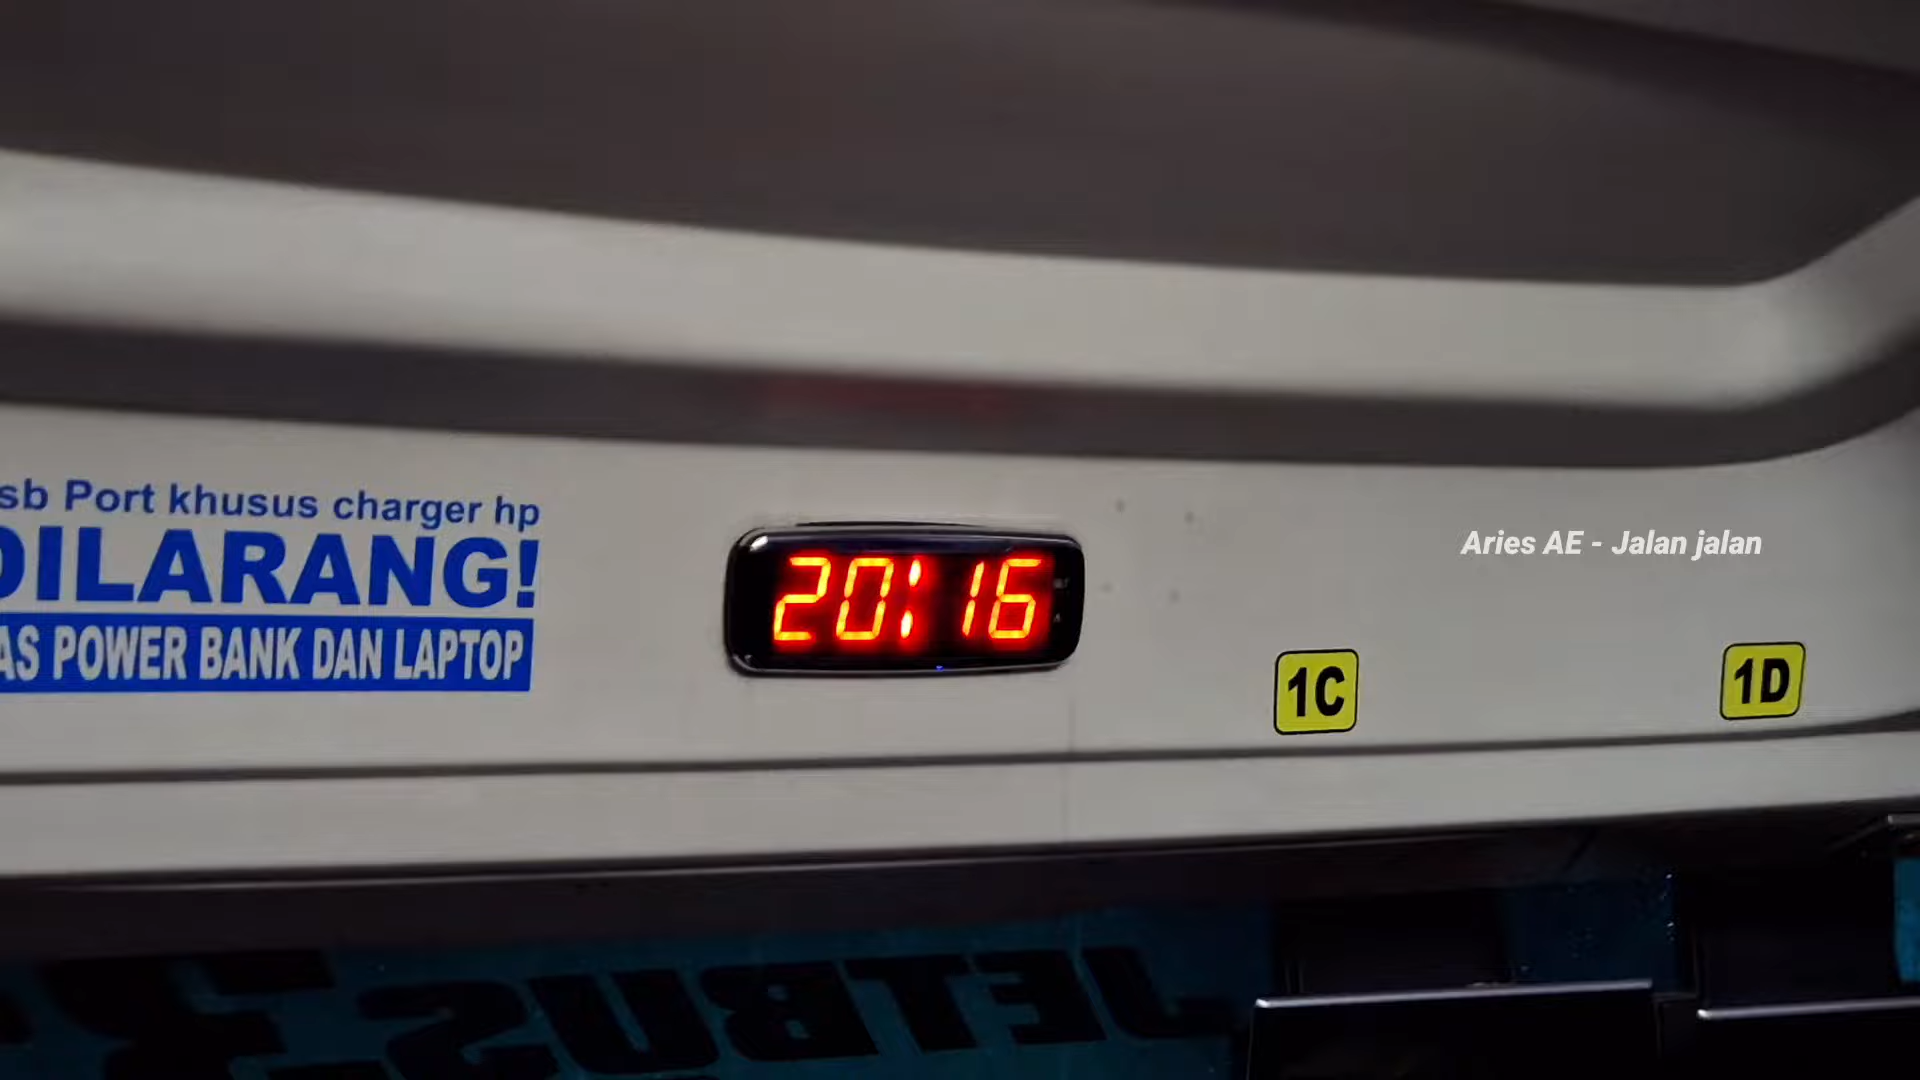 sb Port khusus charger hp
DILARANG!
AS POWER BANK DAN LAPTOP
20:16
Aries AE - Jalan jalan
1C
1D
JETBUS